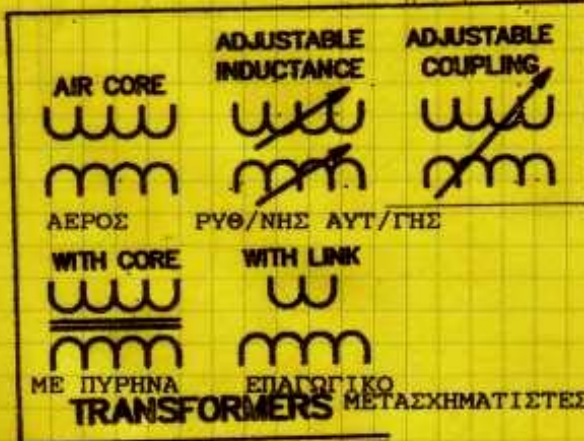 AIR CORE
ADJUSTABLE
INDUCTANCE
ADJUSTABLE
COUPLING
ΑΕΡΟΣ
ΡΥΘ/ΝΗΣ ΑΥΤ/ΓΗΣ
WITH CORE
WITH LINK
ΜΕ ΠΥΡΗΝΑ
ΕΠΑΓΩΓΙΚΟ
TRANSFORMERS ΜΕΤΑΣΧΗΜΑΤΙΣΤΕΣ